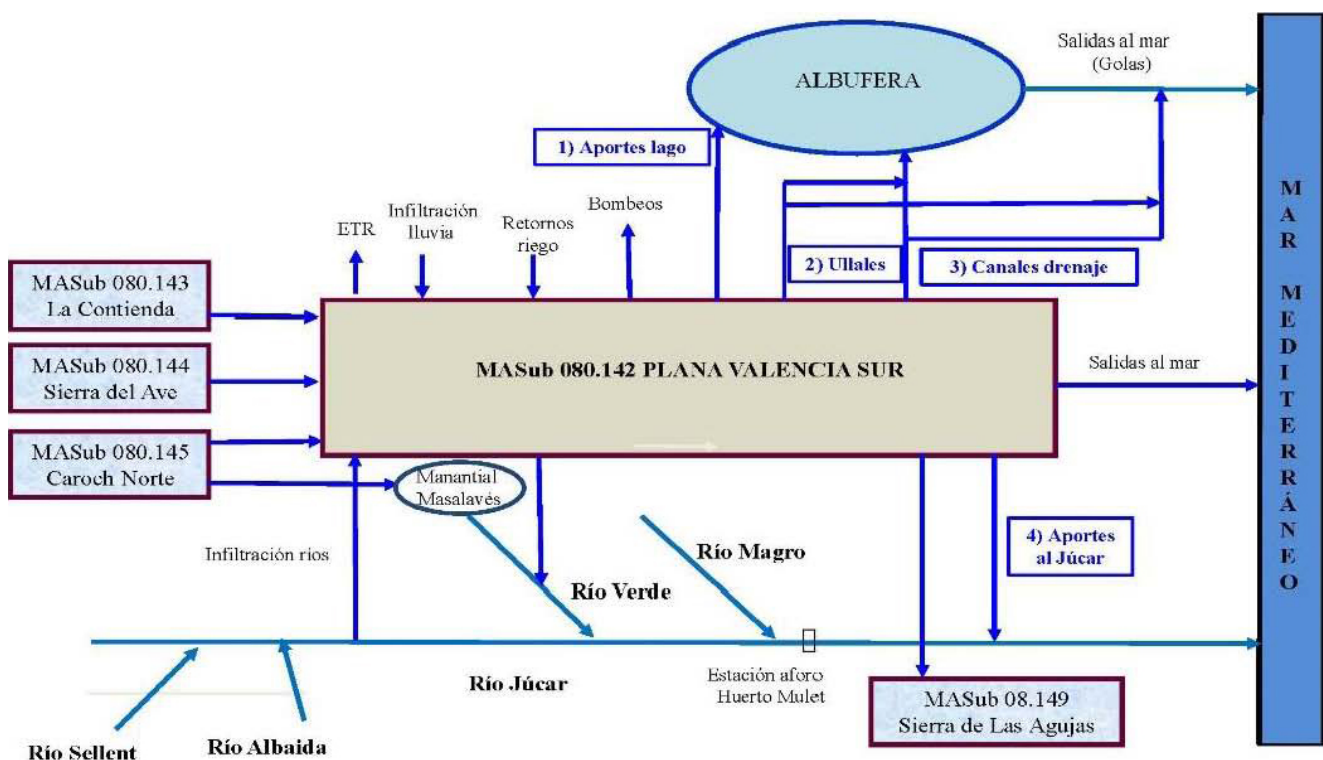 Salidas al mar
(Golas)
ALBUFERA
1) Aportes lago
ETR
Infiltración
lluvia
Retornos
riego
Bombeos
2) Ullales
3) Canales drenaje
MASub 080.143
La Contienda
MASub 080.144
Sierra del Ave
MASub 080.145
Caroch Norte
MASub 080.142 PLANA VALENCIA SUR
Salidas al mar
MAR MEDITERRÁNEO
Manantial
Masalavés
Infiltración ríos
Río Verde
Río Magro
4) Aportes
al Júcar
Río Júcar
Estación aforo
Huerto Mulet
MASub 08.149
Sierra de Las Agujas
Río Sellent
Río Albaida